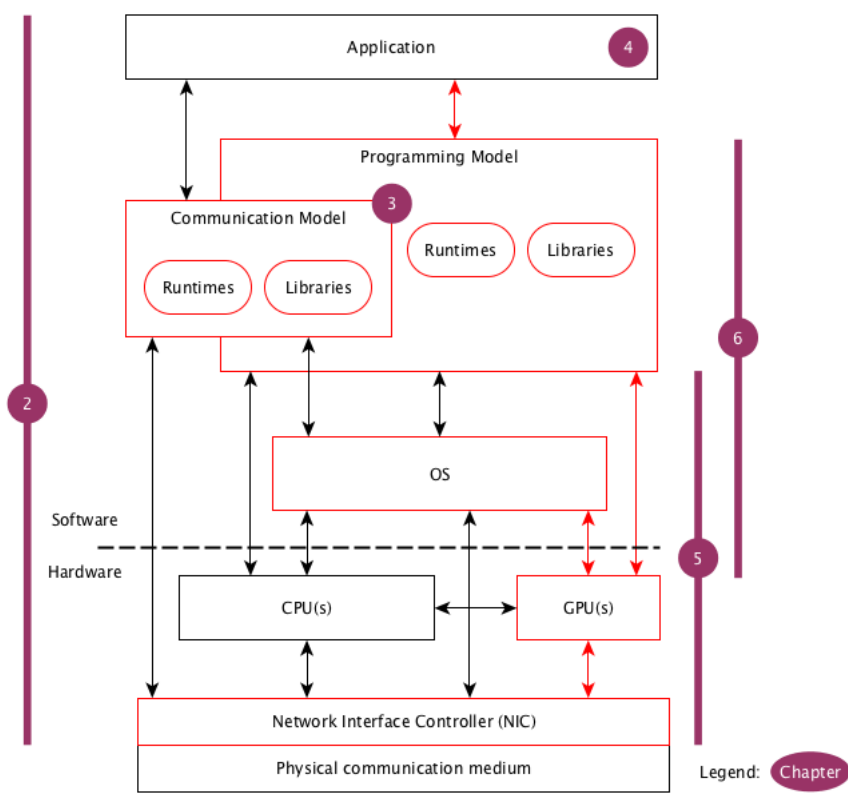 Application
4
Programming Model
3
Communication Model
Runtimes
Libraries
Runtimes
Libraries
6
2
OS
Software
5
Hardware
CPU(s)
GPU(s)
Network Interface Controller (NIC)
Physical communication medium
Legend:
Chapter